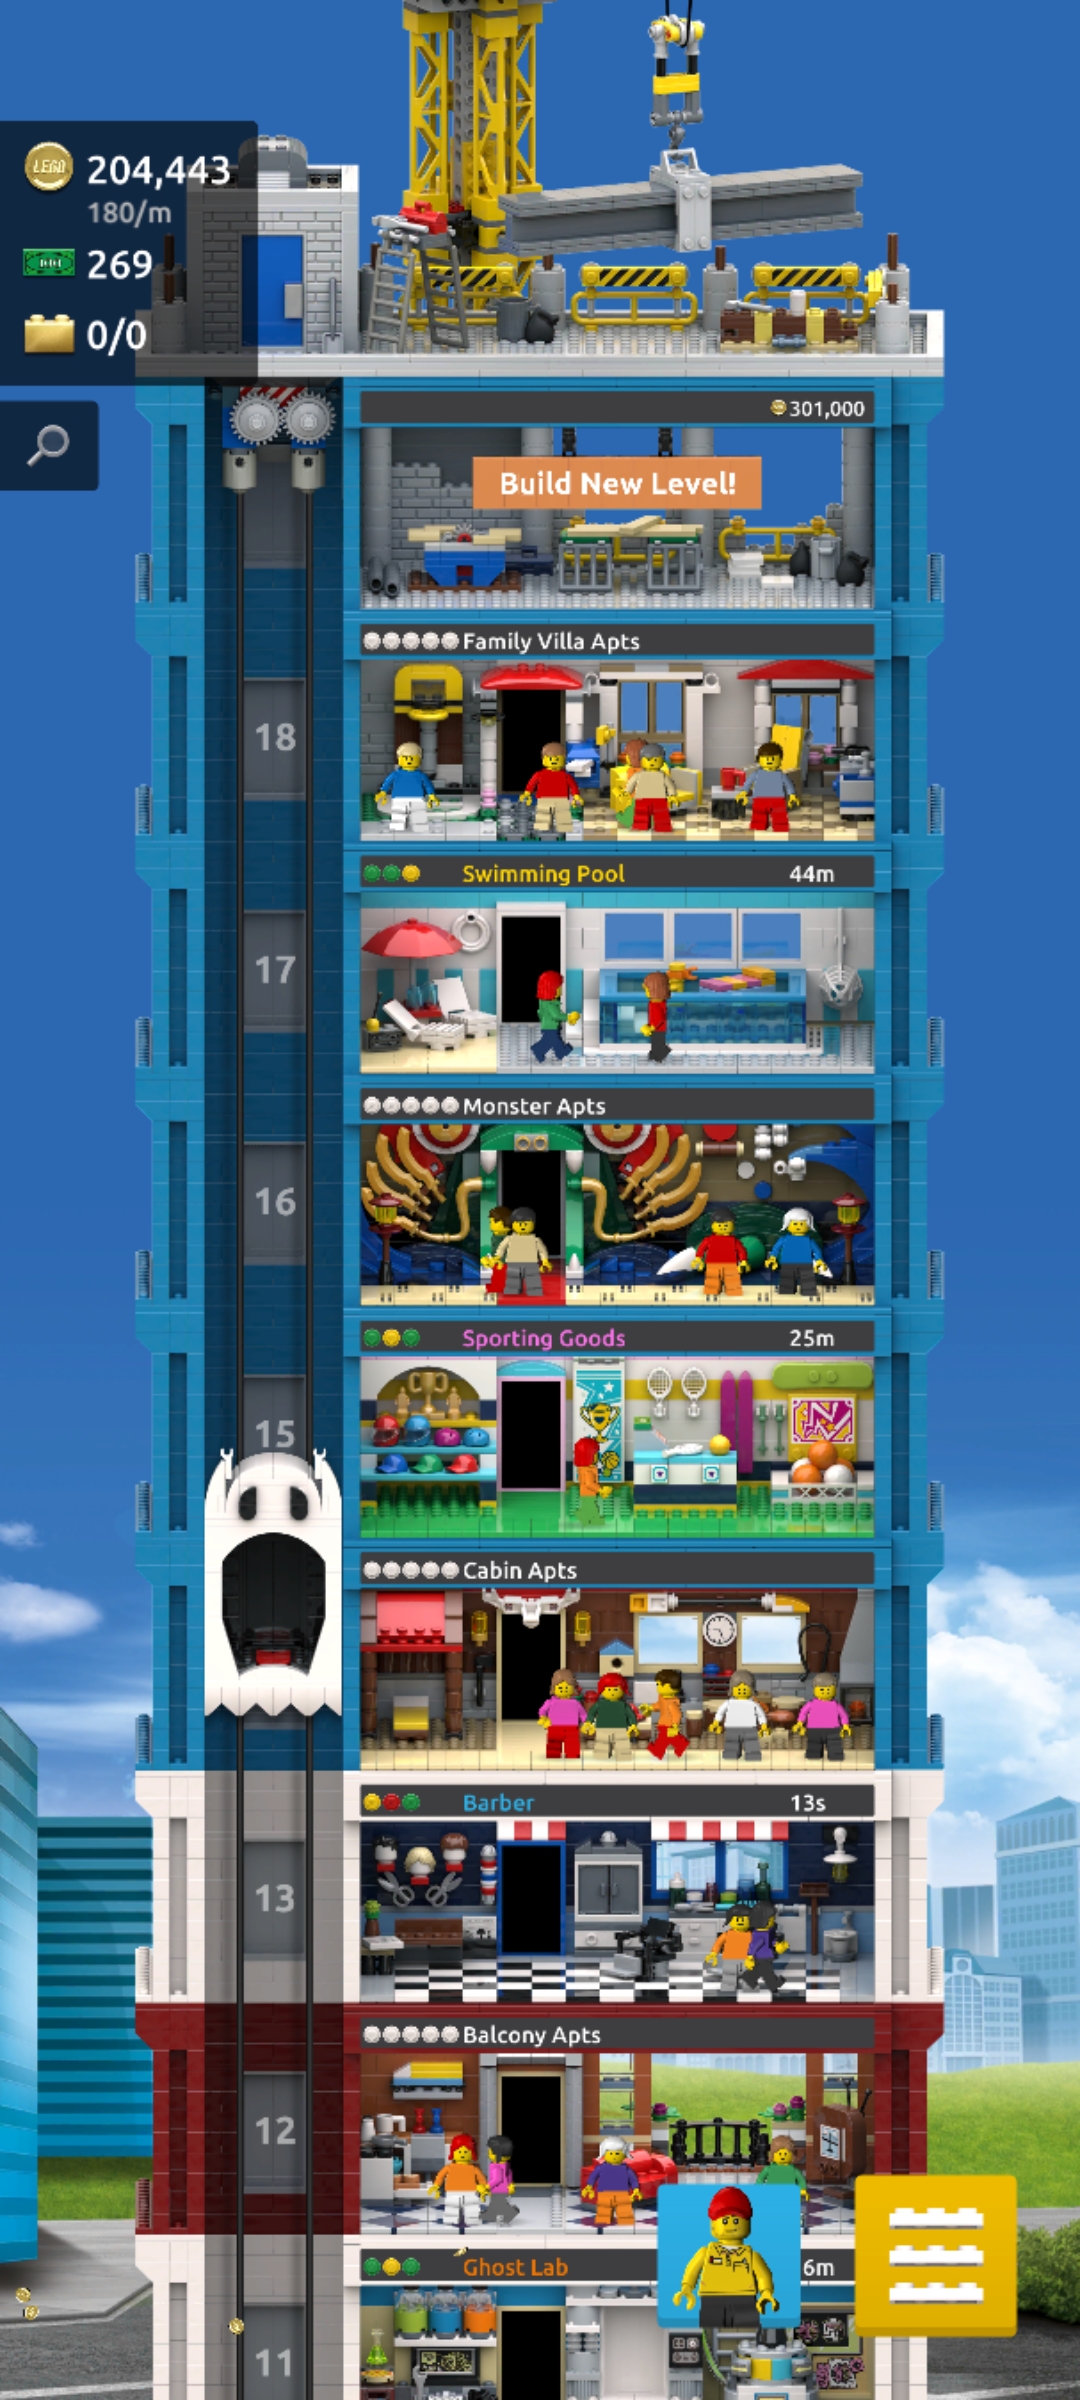 LEGO 204,443
180/m
269
0/0
301,000
Build New Level!
Family Villa Apts
18
Swimming Pool 44m
17
Monster Apts
16
Sporting Goods 25m
15
Cabin Apts
Barber 13s
13
Balcony Apts
12
Ghost Lab 6m
11